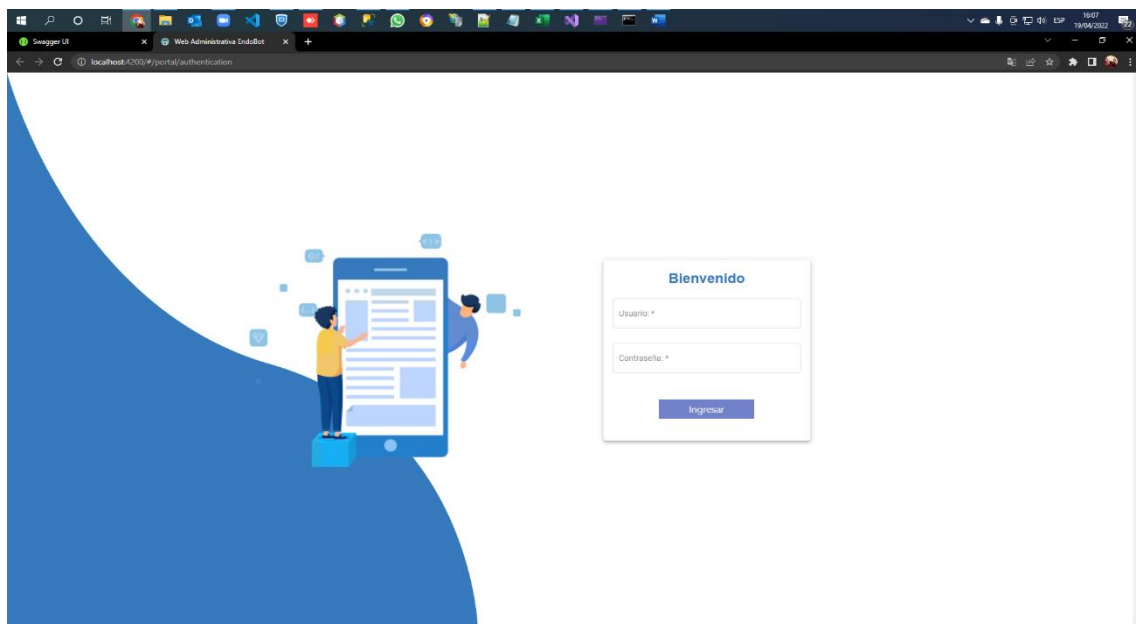 ESP
16:07
19/04/2022
22
Swagger UI
Web Administrativa EndoBot
localhost:4200/#/portal/authentication
Bienvenido
Usuario: *
Contraseña: *
Ingresar